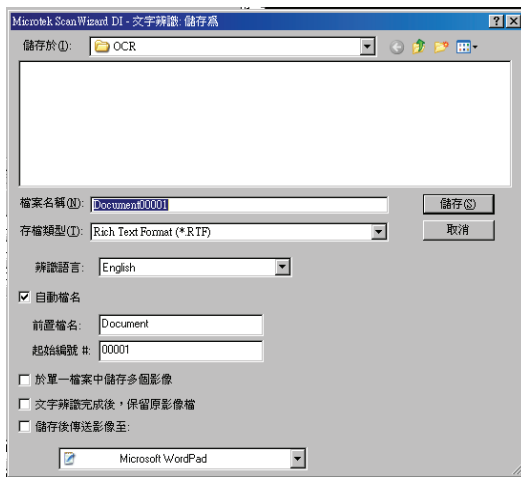 Microtek ScanWizard DI - 文字辨識: 儲存為
儲存於(I): OCR
檔案名稱(N): Document00001 儲存(S)
存檔類型(T): Rich Text Format (*.RTF) 取消
辨識語言: English
自動檔名
前置檔名: Document
起始編號 #: 00001
於單一檔案中儲存多個影像
文字辨識完成後，保留原影像檔
儲存後傳送影像至:
Microsoft WordPad